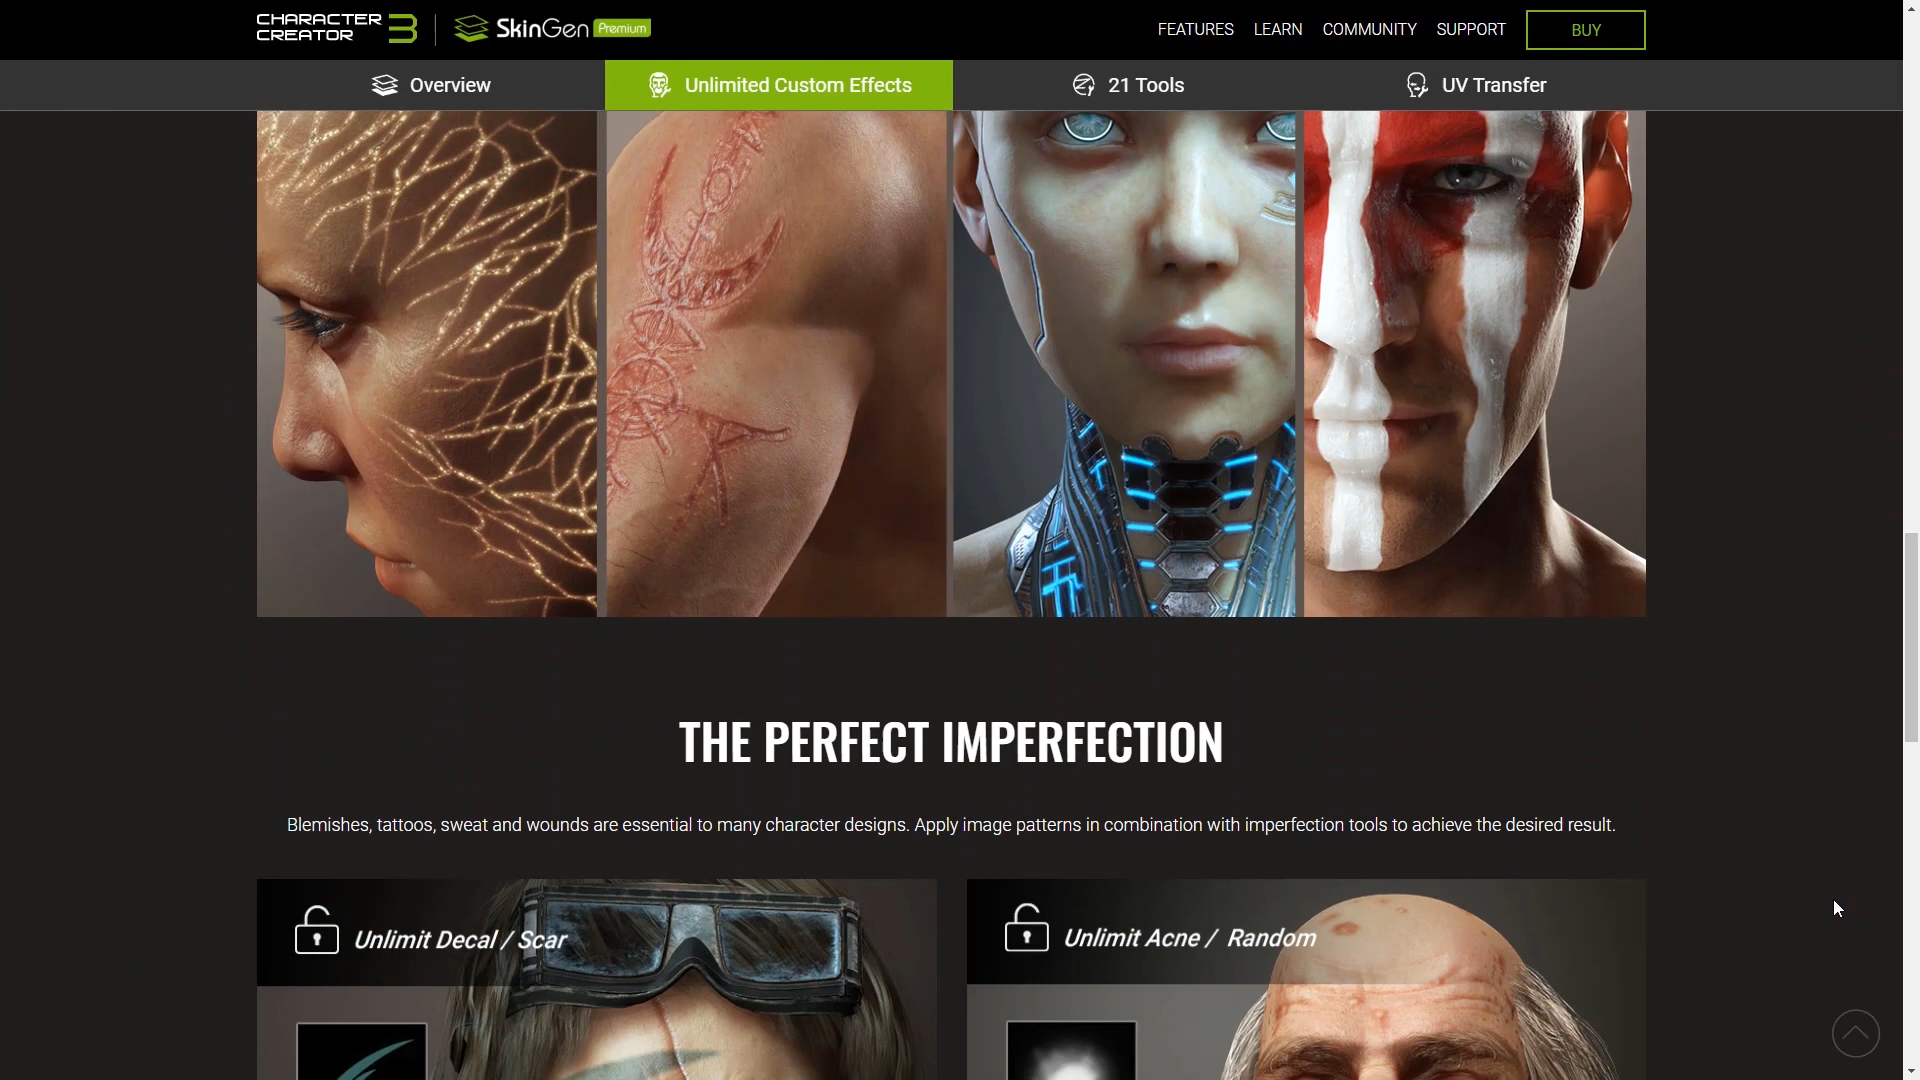 CHARACTER
CREATOR 3
SkinGen Premium
FEATURES
LEARN
COMMUNITY
SUPPORT
BUY
Overview
Unlimited Custom Effects
21 Tools
UV Transfer
THE PERFECT IMPERFECTION
Blemishes, tattoos, sweat and wounds are essential to many character designs. Apply image patterns in combination with imperfection tools to achieve the desired result.
Unlimit Decal / Scar
Unlimit Acne / Random